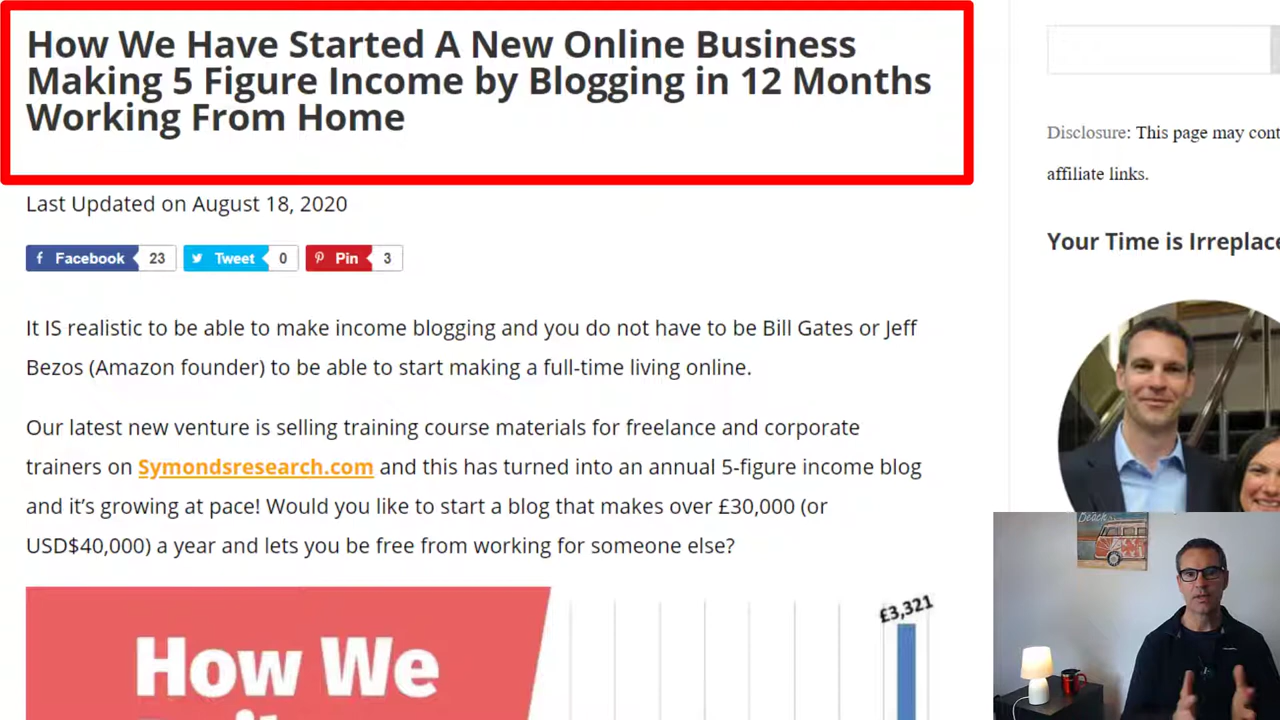 How We Have Started A New Online Business
Making 5 Figure Income by Blogging in 12 Months
Working From Home
Last Updated on August 18, 2020
Facebook 23 Tweet 0 Pin 3
It IS realistic to be able to make income blogging and you do not have to be Bill Gates or Jeff
Bezos (Amazon founder) to be able to start making a full-time living online.
Our latest new venture is selling training course materials for freelance and corporate
trainers on Symondsresearch.com and this has turned into an annual 5-figure income blog
and it’s growing at pace! Would you like to start a blog that makes over £30,000 (or
USD$40,000) a year and lets you be free from working for someone else?
How We
£3,321
Disclosure: This page may cont
affiliate links.
Your Time is Irreplac
Beach